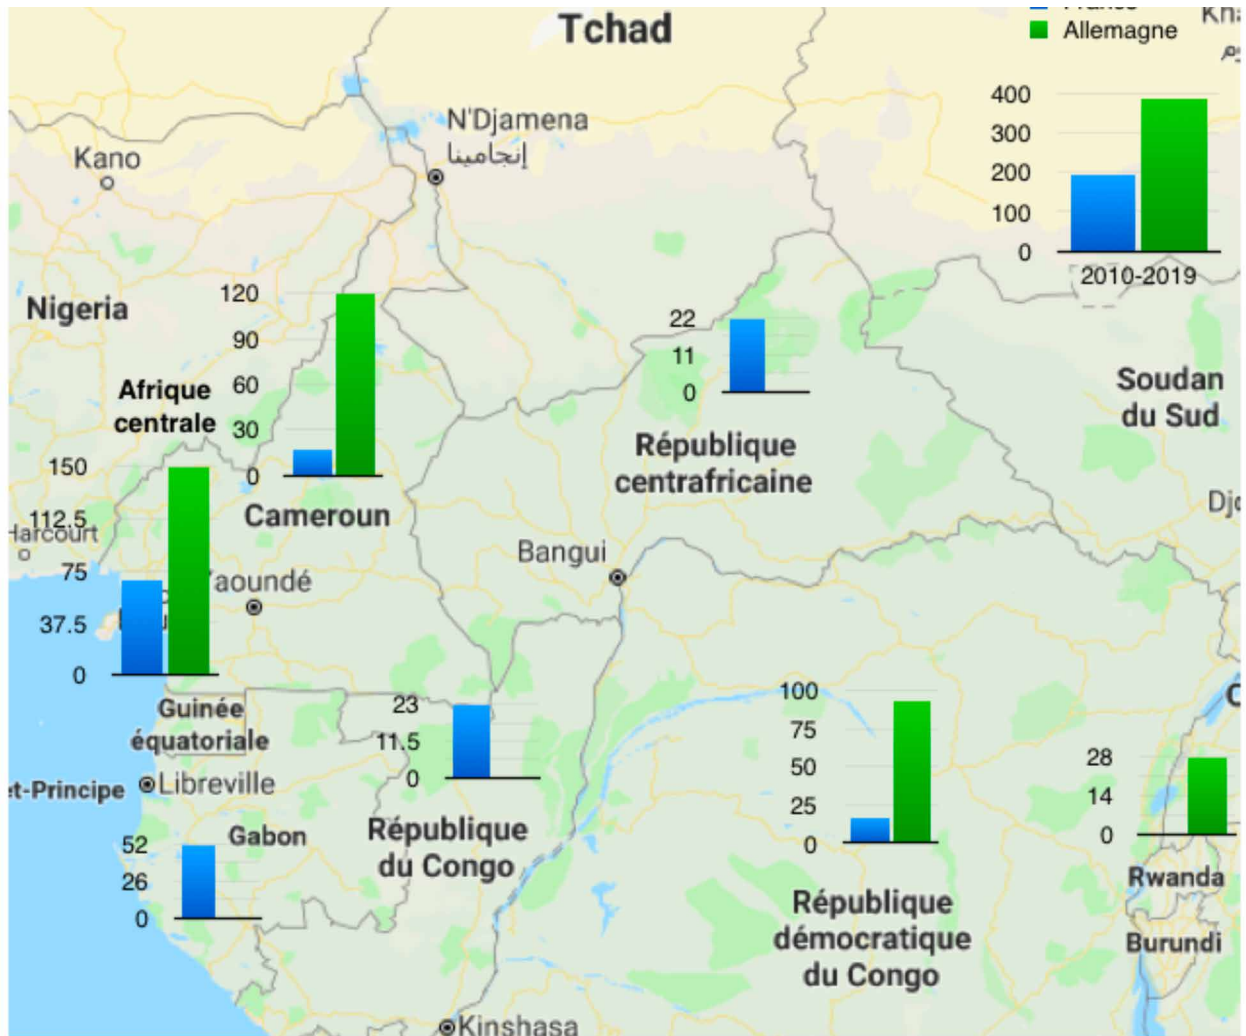 Tchad
Allemagne
N'Djamena
إنجامينا
Kano
400
300
200
100
0
2010-2019
Nigeria
120
90
60
30
0
Cameroun
Afrique
centrale
150
112.5
75
37.5
0
Harcourt
aoundé
22
11
0
République
centrafricaine
Soudan
du Sud
Bangui
Guinée
équatoriale
23
11.5
0
République
du Congo
et-Principe
Libreville
Gabon
52
26
0
100
75
50
25
0
République
démocratique
du Congo
28
14
0
Rwanda
Burundi
Kinshasa